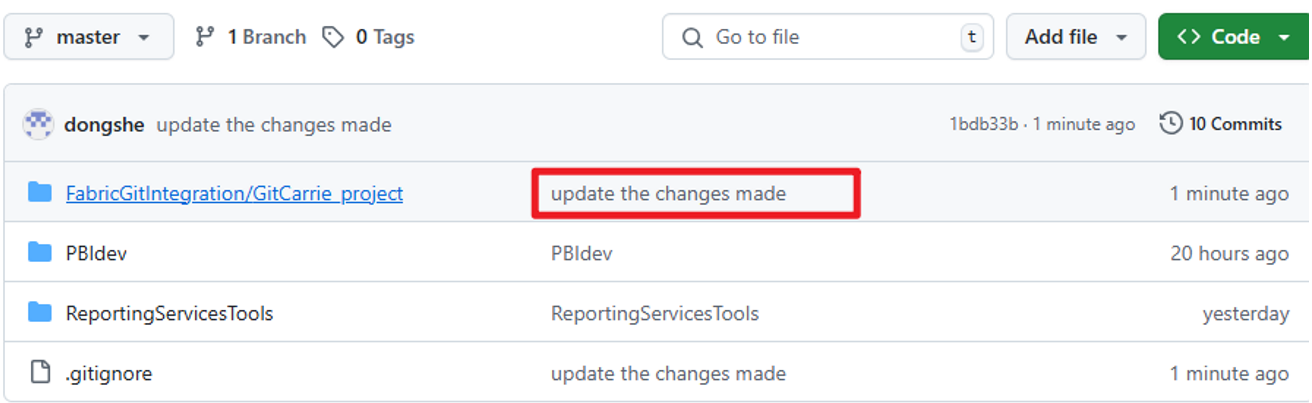 master 1 Branch 0 Tags Go to file t Add file Code
dongshe update the changes made 1bdb33b · 1 minute ago 10 Commits
FabricGitIntegration/GitCarrie_project update the changes made 1 minute ago
PBIdev PBIdev 20 hours ago
ReportingServicesTools ReportingServicesTools yesterday
.gitignore update the changes made 1 minute ago